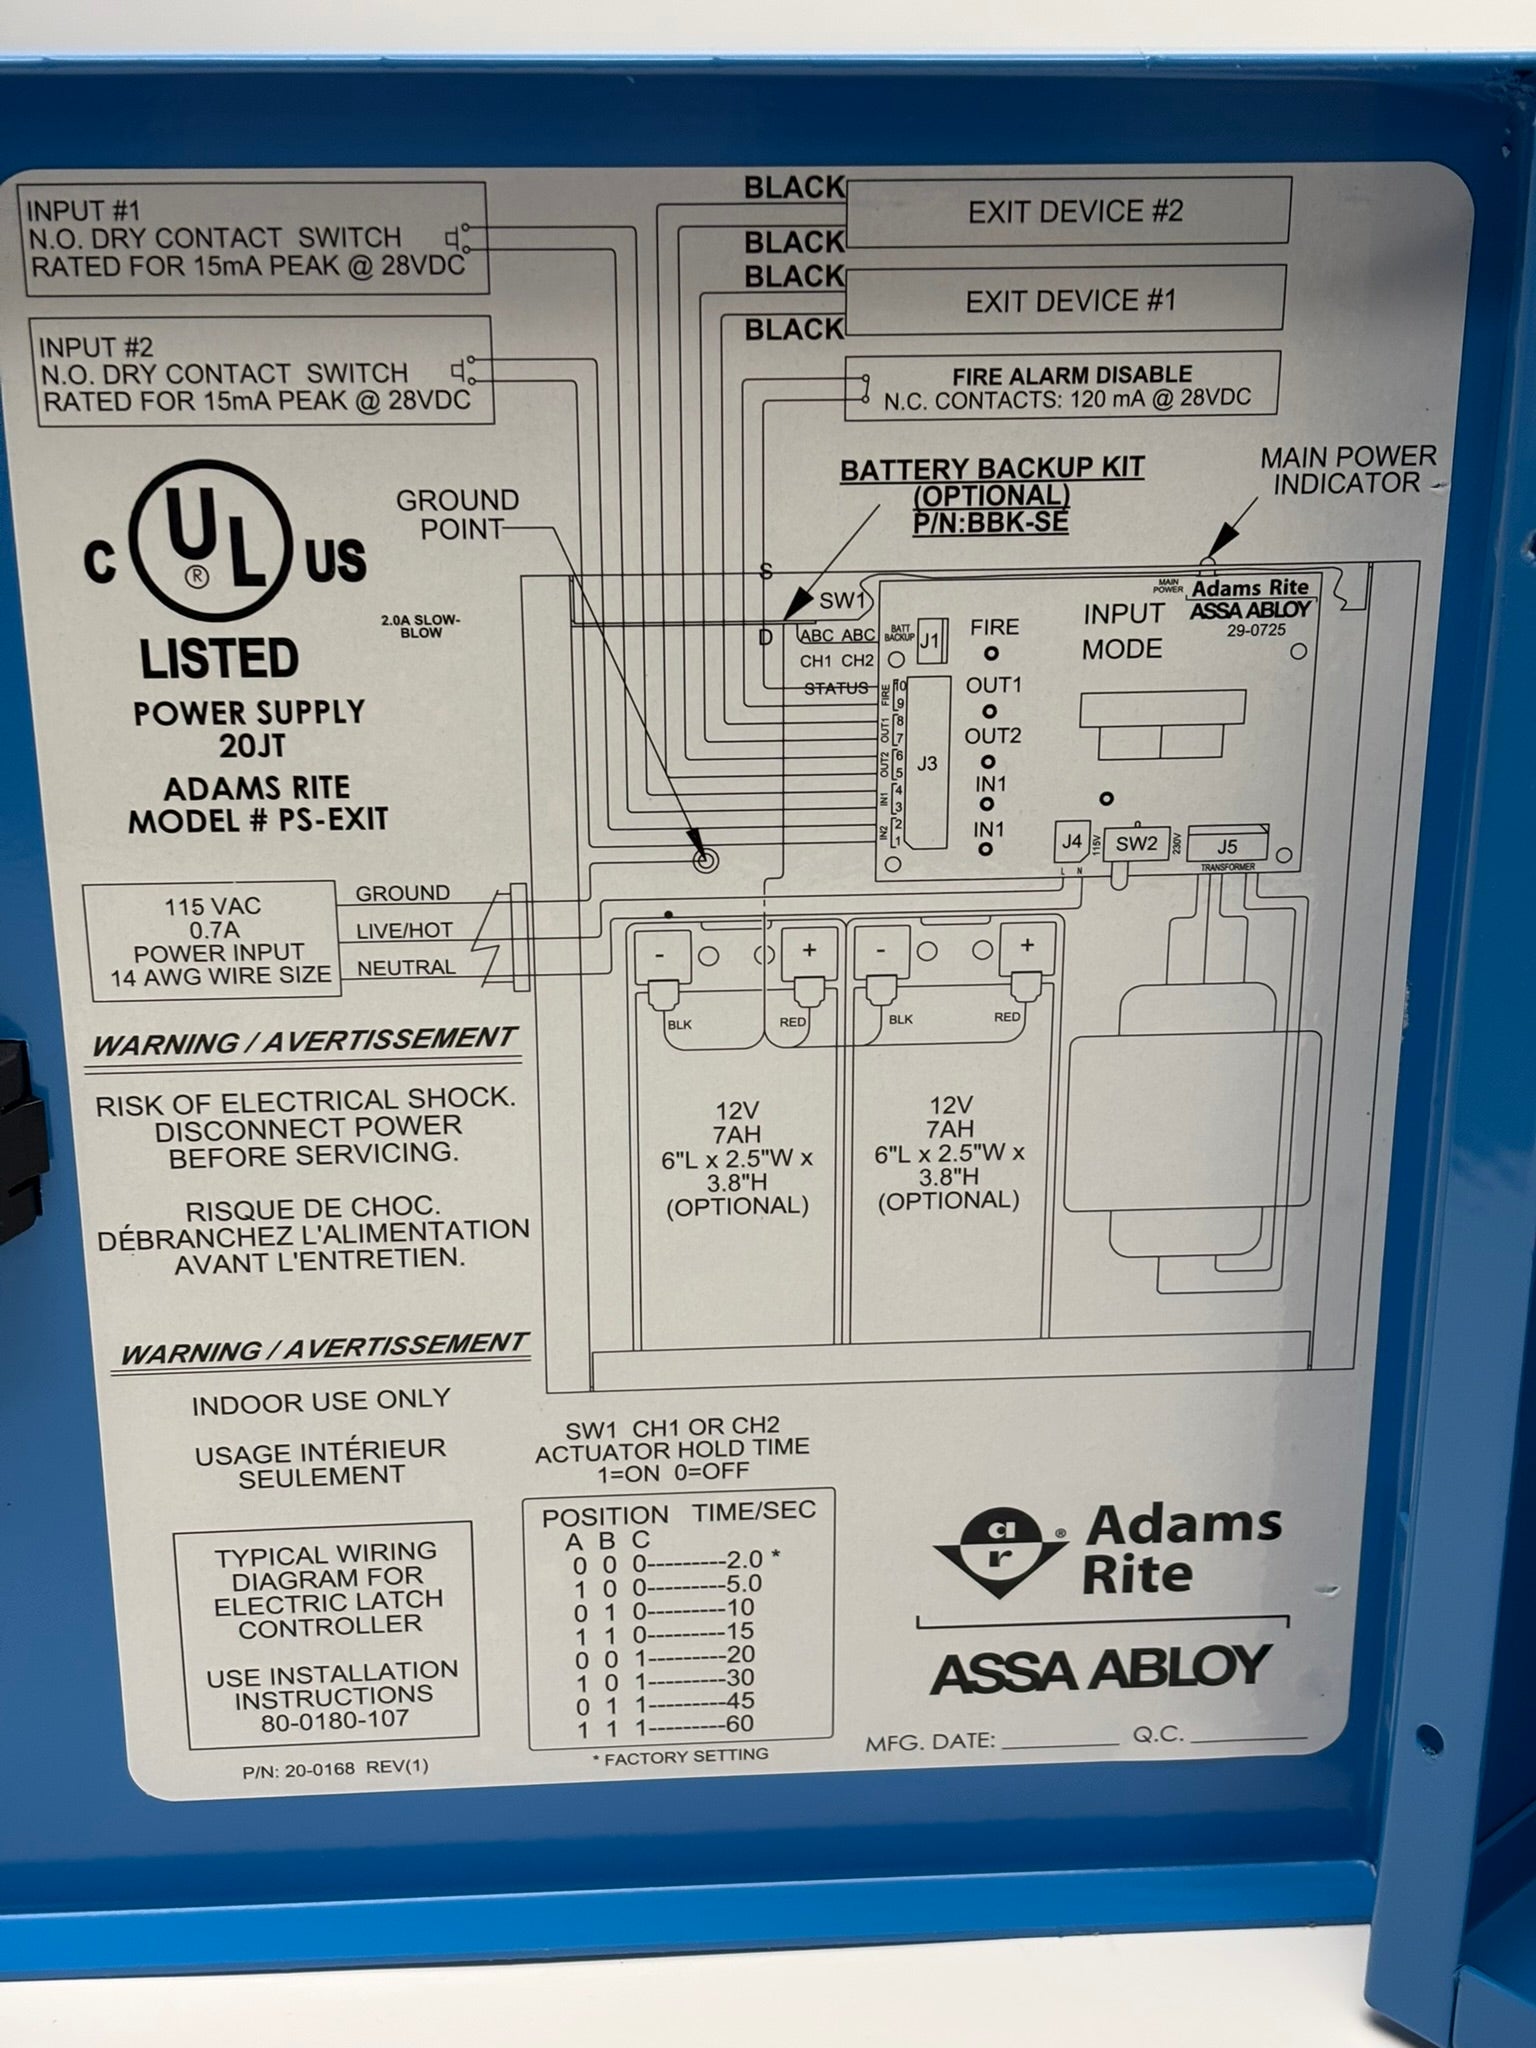 INPUT #1
N.O. DRY CONTACT SWITCH
RATED FOR 15mA PEAK @ 28VDC
INPUT #2
N.O. DRY CONTACT SWITCH
RATED FOR 15mA PEAK @ 28VDC
BLACK
EXIT DEVICE #2
BLACK
BLACK
EXIT DEVICE #1
BLACK
FIRE ALARM DISABLE
N.C. CONTACTS: 120 mA @ 28VDC
BATTERY BACKUP KIT
(OPTIONAL)
P/N:BBK-SE
MAIN POWER
INDICATOR
GROUND
POINT
C UL ® US
LISTED
2.0A SLOW-
BLOW
POWER SUPPLY
20JT
ADAMS RITE
MODEL # PS-EXIT
S
D
SW1
ABC ABC
CH1 CH2
STATUS
BATT
BACKUP
J1
FIRE
INPUT
MODE
MAIN
POWER
Adams Rite
ASSA ABLOY
29-0725
FIRE
10
9
OUT1
8
7
OUT2
6
5
IN1
4
3
IN2
2
1
J3
OUT1
OUT2
IN1
IN1
J4
115V
SW2
230V
J5
TRANSFORMER
L N
115 VAC
0.7A
POWER INPUT
14 AWG WIRE SIZE
GROUND
LIVE/HOT
NEUTRAL
- + - +
BLK RED BLK RED
12V
7AH
6"L x 2.5"W x
3.8"H
(OPTIONAL)
12V
7AH
6"L x 2.5"W x
3.8"H
(OPTIONAL)
WARNING / AVERTISSEMENT
RISK OF ELECTRICAL SHOCK.
DISCONNECT POWER
BEFORE SERVICING.
RISQUE DE CHOC.
DÉBRANCHEZ L'ALIMENTATION
AVANT L'ENTRETIEN.
WARNING / AVERTISSEMENT
INDOOR USE ONLY
USAGE INTÉRIEUR
SEULEMENT
TYPICAL WIRING
DIAGRAM FOR
ELECTRIC LATCH
CONTROLLER
USE INSTALLATION
INSTRUCTIONS
80-0180-107
P/N: 20-0168 REV(1)
SW1 CH1 OR CH2
ACTUATOR HOLD TIME
1=ON 0=OFF
POSITION TIME/SEC
A B C
0 0 0---------2.0 *
1 0 0---------5.0
0 1 0---------10
1 1 0---------15
0 0 1---------20
1 0 1---------30
0 1 1---------45
1 1 1---------60
* FACTORY SETTING
ar ®
Adams
Rite
ASSA ABLOY
MFG. DATE: __________ Q.C. __________